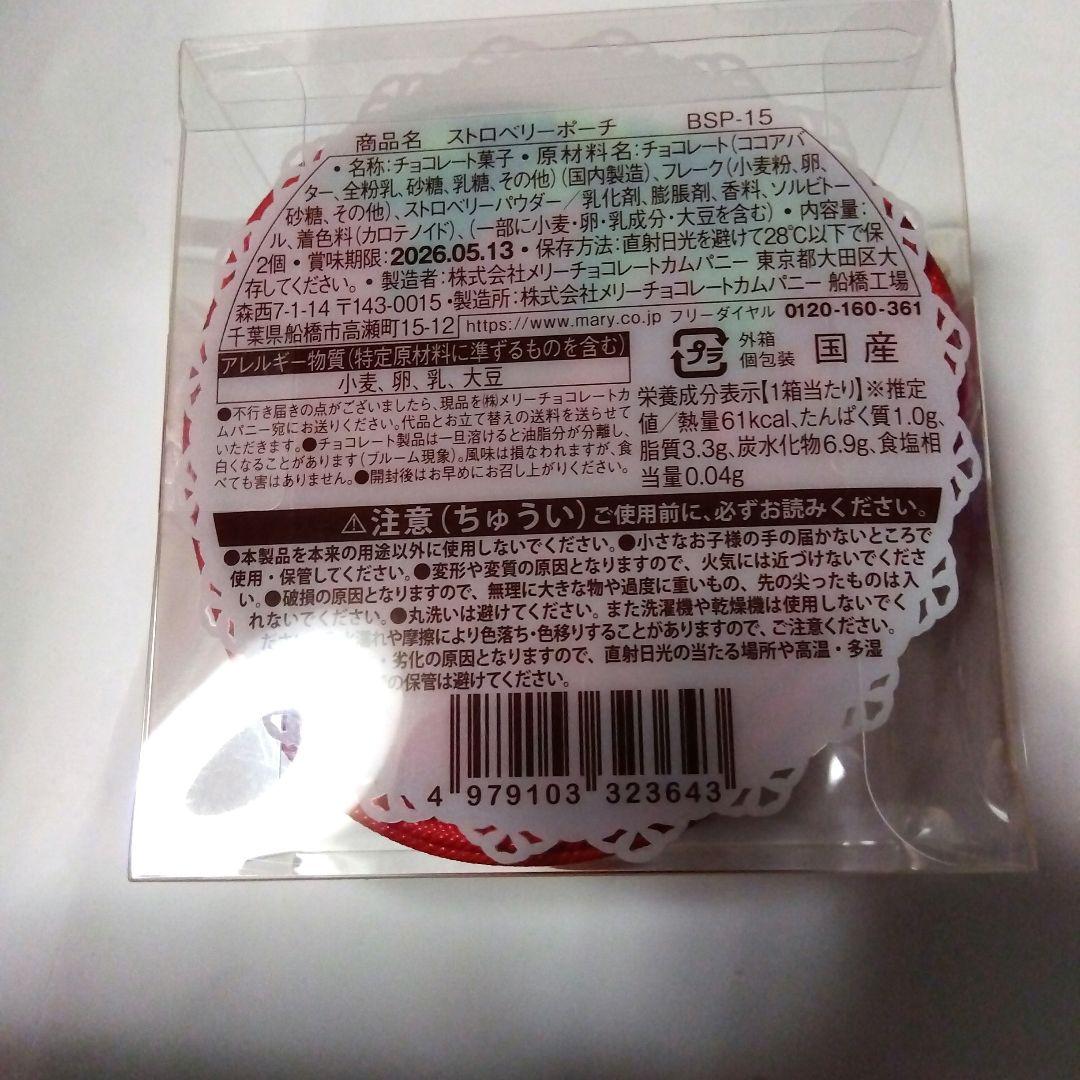 商品名 ストロベリーポーチ BSP-15
・名称:チョコレート菓子・原材料名:チョコレート(ココアバ
ター、全粉乳、砂糖、乳糖、その他)(国内製造)、フレーク(小麦粉、卵、
砂糖、その他)、ストロベリーパウダー/乳化剤、膨脹剤、香料、ソルビトー
ル、着色料(カロテノイド)、(一部に小麦・卵・乳成分・大豆を含む)・内容量:
2個・賞味期限:2026.05.13・保存方法:直射日光を避けて28℃以下で保
存してください。・製造者:株式会社メリーチョコレートカムパニー 東京都大田区大
森西7-1-14 〒143-0015・製造所:株式会社メリーチョコレートカムパニー 船橋工場
千葉県船橋市高瀬町15-12 https://www.mary.co.jp フリーダイヤル 0120-160-361
アレルギー物質(特定原材料に準ずるものを含む)
小麦、卵、乳、大豆
プラ 外箱
個包装
国産
●不行き届きの点がございましたら、現品を㈱メリーチョコレートカ
ムパニー宛にお送りください。代品とお立て替えの送料を送らせて
いただきます。●チョコレート製品は一旦溶けると油脂分が分離し、
白くなることがあります(ブルーム現象)。風味は損なわれますが、食
べても害はありません。●開封後はお早めにお召し上がりください。
栄養成分表示【1箱当たり】※推定
値/熱量61kcal、たんぱく質1.0g、
脂質3.3g、炭水化物6.9g、食塩相
当量0.04g
⚠注意(ちゅうい)ご使用前に、必ずお読みください。
●本製品を本来の用途以外に使用しないでください。●小さなお子様の手の届かないところで
使用・保管してください。●変形や変質の原因となりますので、火気には近づけないでくださ
い。●破損の原因となりますので、無理に大きな物や過度に重いもの、先の尖ったものは入
れないでください。●丸洗いは避けてください。また洗濯機や乾燥機は使用しないでく
ださい。濡れや摩擦により色落ち・色移りすることがありますので、ご注意ください。
・劣化の原因となりますので、直射日光の当たる場所や高温・多湿
の保管は避けてください。
4 979103 323643